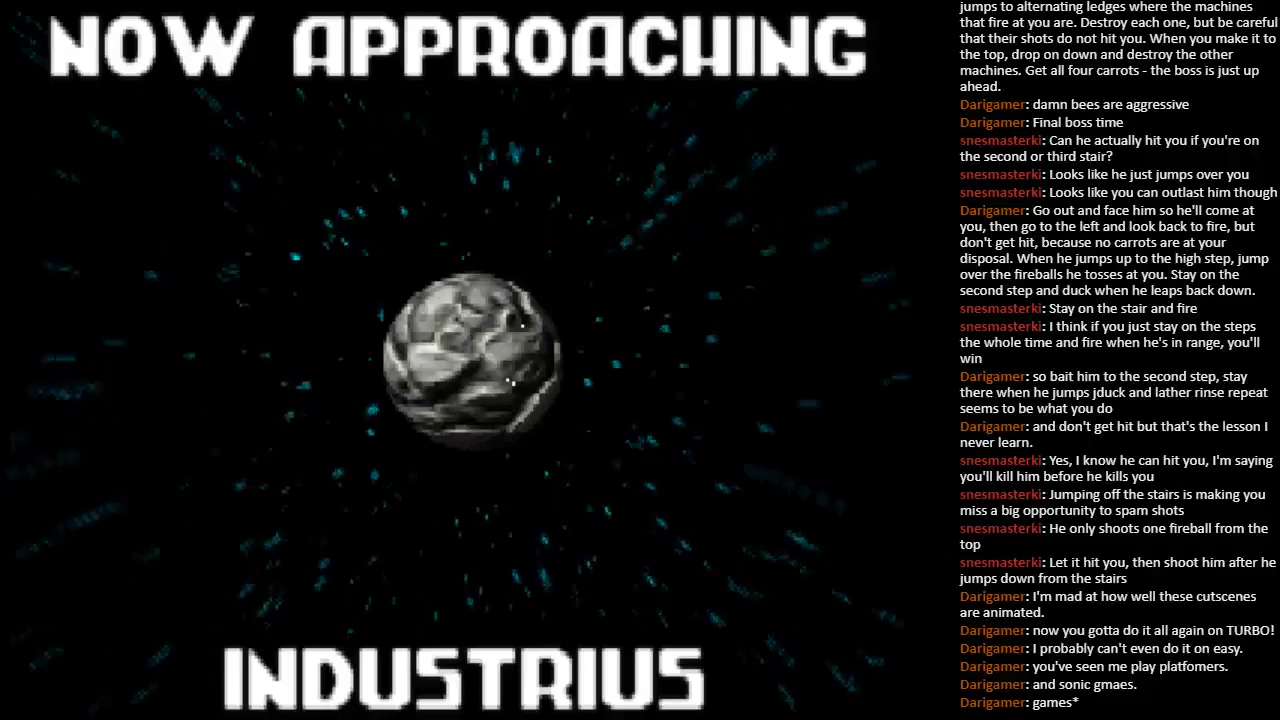 NOW APPROACHING
INDUSTRIUS
jumps to alternating ledges where the machines
that fire at you are. Destroy each one, but be careful
that their shots do not hit you. When you make it to
the top, drop on down and destroy the other
machines. Get all four carrots - the boss is just up
ahead.
Darigamer: damn bees are aggressive
Darigamer: Final boss time
snesmasterki: Can he actually hit you if you're on
the second or third stair?
snesmasterki: Looks like he just jumps over you
snesmasterki: Looks like you can outlast him though
Darigamer: Go out and face him so he'll come at
you, then go to the left and look back to fire, but
don't get hit, because no carrots are at your
disposal. When he jumps up to the high step, jump
over the fireballs he tosses at you. Stay on the
second step and duck when he leaps back down.
snesmasterki: Stay on the stair and fire
snesmasterki: I think if you just stay on the steps
the whole time and fire when he's in range, you'll
win
Darigamer: so bait him to the second step, stay
there when he jumps jduck and lather rinse repeat
seems to be what you do
Darigamer: and don't get hit but that's the lesson I
never learn.
snesmasterki: Yes, I know he can hit you, I'm saying
you'll kill him before he kills you
snesmasterki: Jumping off the stairs is making you
miss a big opportunity to spam shots
snesmasterki: He only shoots one fireball from the
top
snesmasterki: Let it hit you, then shoot him after he
jumps down from the stairs
Darigamer: I'm mad at how well these cutscenes
are animated.
Darigamer: now you gotta do it all again on TURBO!
Darigamer: I probably can't even do it on easy.
Darigamer: you've seen me play platfomers.
Darigamer: and sonic gmaes.
Darigamer: games*